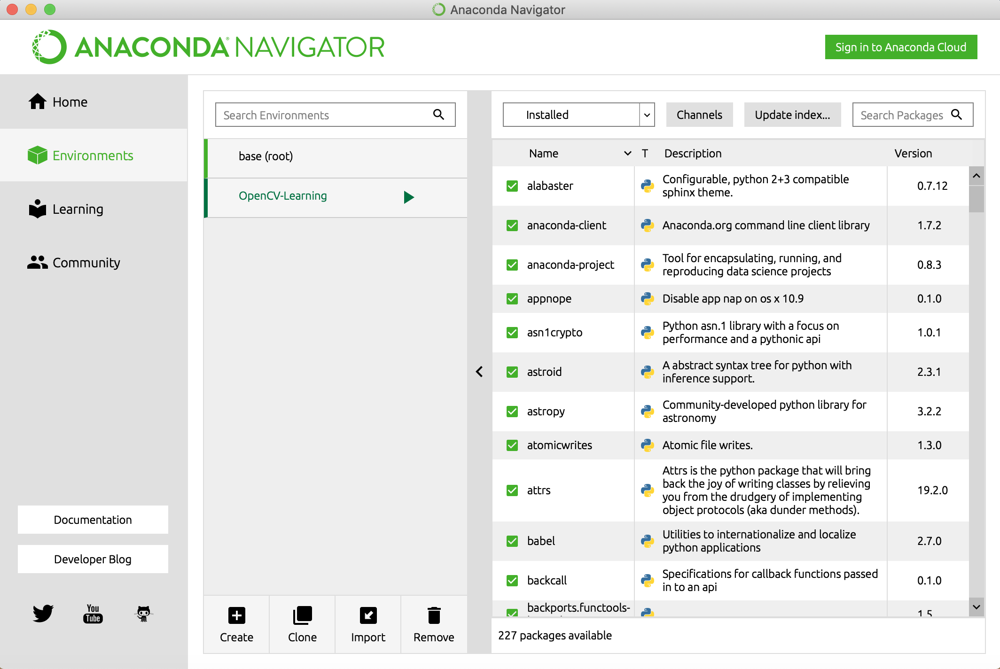 Anaconda Navigator
ANACONDA® NAVIGATOR
Sign in to Anaconda Cloud
Home
Environments
Learning
Community
Documentation
Developer Blog
You
Tube
Search Environments
base (root)
OpenCV-Learning
Create
Clone
Import
Remove
Installed
Channels
Update index...
Search Packages
Name
T
Description
Version
alabaster
Configurable, python 2+3 compatible
sphinx theme.
0.7.12
anaconda-client
Anaconda.org command line client library
1.7.2
anaconda-project
Tool for encapsulating, running, and
reproducing data science projects
0.8.3
appnope
Disable app nap on os x 10.9
0.1.0
asn1crypto
Python asn.1 library with a focus on
performance and a pythonic api
1.0.1
astroid
A abstract syntax tree for python with
inference support.
2.3.1
astropy
Community-developed python library for
astronomy
3.2.2
atomicwrites
Atomic file writes.
1.3.0
attrs
Attrs is the python package that will bring
back the joy of writing classes by relieving
you from the drudgery of implementing
object protocols (aka dunder methods).
19.2.0
babel
Utilities to internationalize and localize
python applications
2.7.0
backcall
Specifications for callback functions passed
in to an api
0.1.0
backports.functools-
1.5
227 packages available